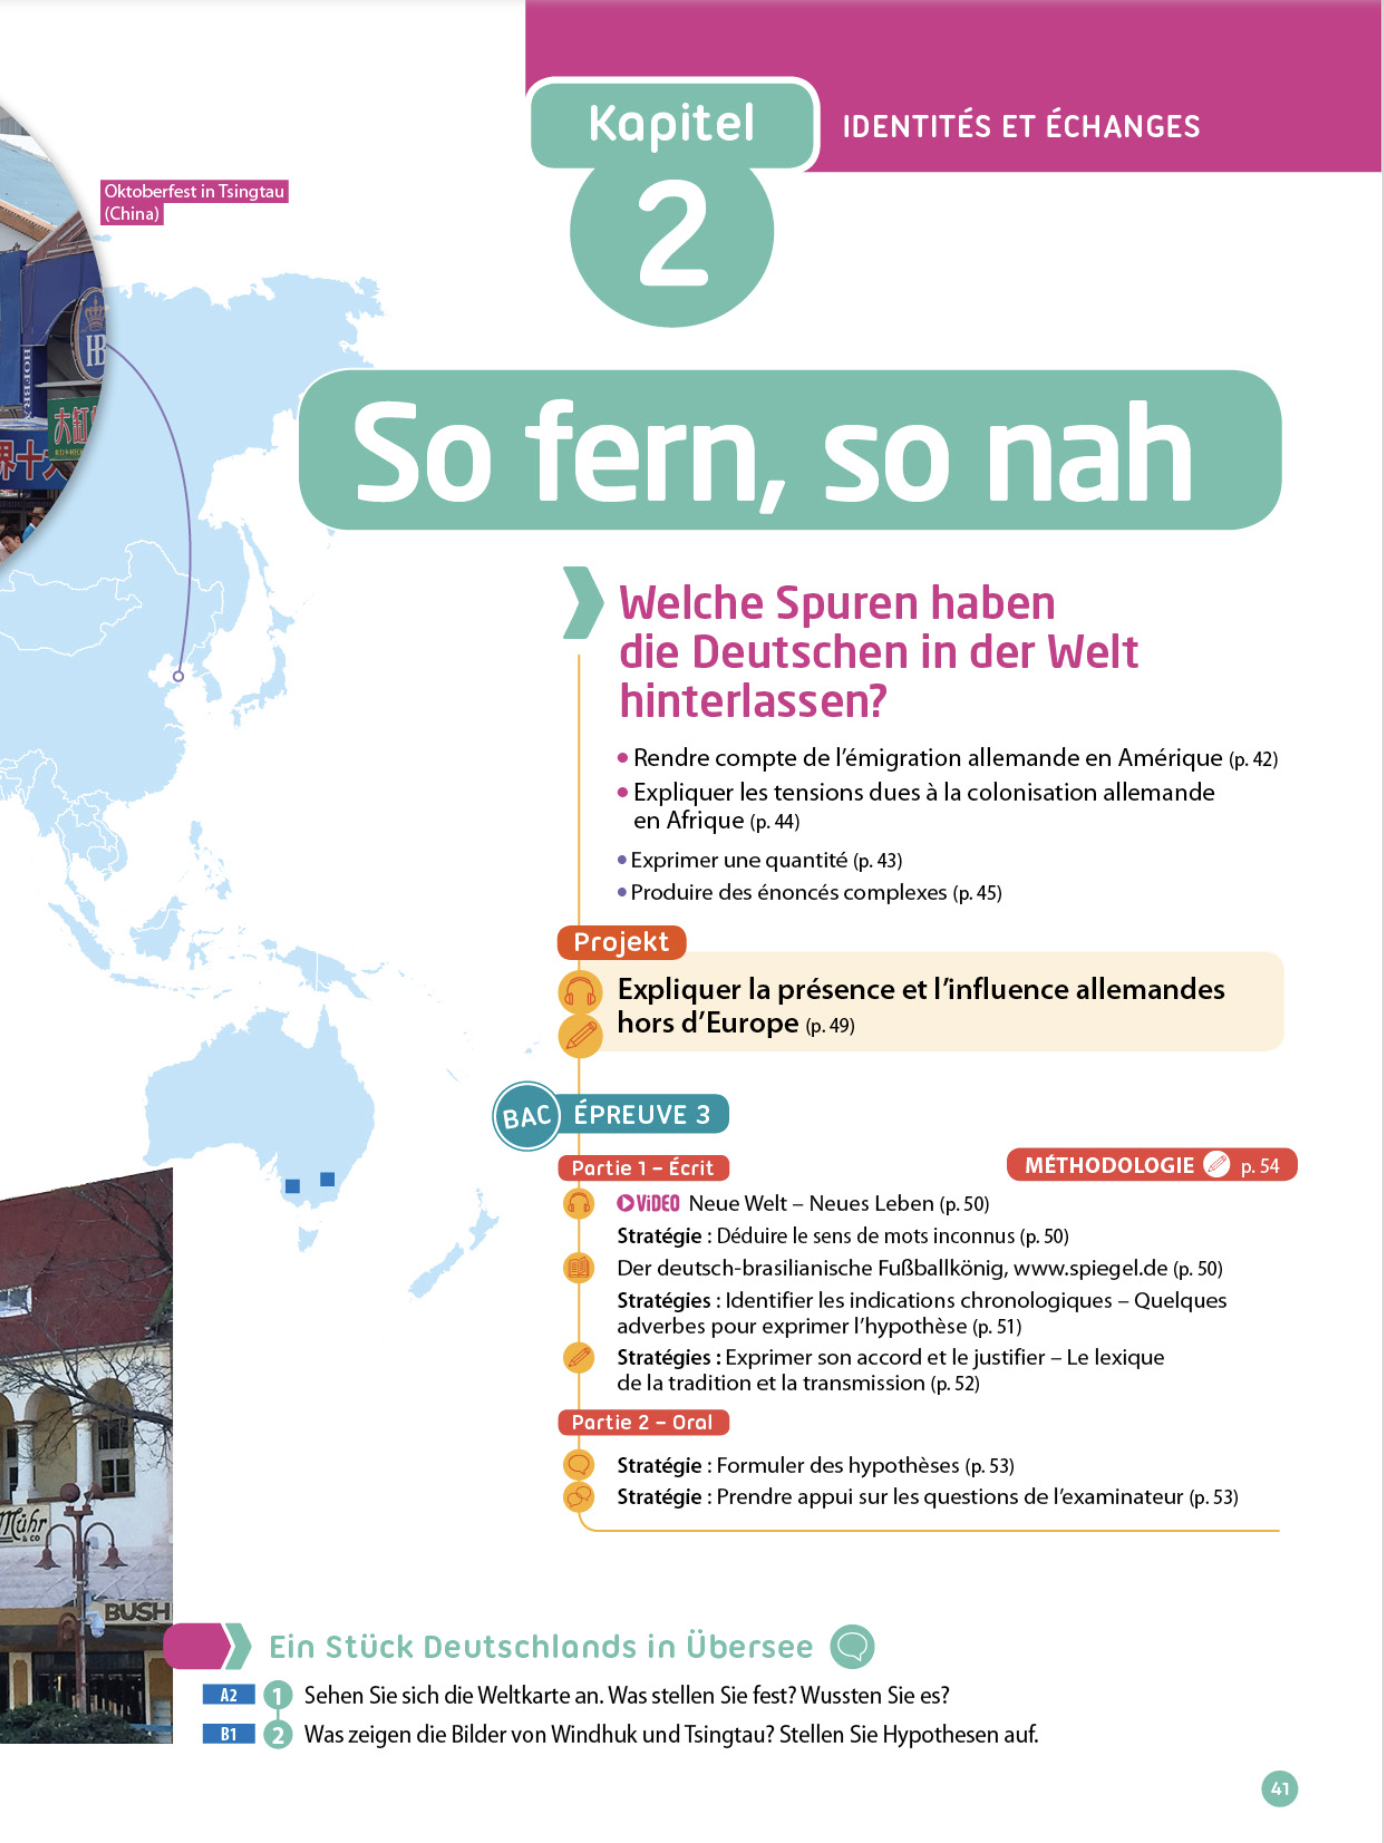 Kapitel
2
IDENTITÉS ET ÉCHANGES
Oktoberfest in Tsingtau
(China)
HB
大
界十大
So fern, so nah
Welche Spuren haben
die Deutschen in der Welt
hinterlassen?
• Rendre compte de l’émigration allemande en Amérique (p. 42)
• Expliquer les tensions dues à la colonisation allemande
en Afrique (p. 44)
• Exprimer une quantité (p. 43)
• Produire des énoncés complexes (p. 45)
Projekt
Expliquer la présence et l’influence allemandes
hors d’Europe (p. 49)
BAC ÉPREUVE 3
Partie 1 – Écrit
MÉTHODOLOGIE p. 54
ViDEO Neue Welt – Neues Leben (p. 50)
Stratégie : Déduire le sens de mots inconnus (p. 50)
Der deutsch-brasilianische Fußballkönig, www.spiegel.de (p. 50)
Stratégies : Identifier les indications chronologiques – Quelques
adverbes pour exprimer l’hypothèse (p. 51)
Stratégies : Exprimer son accord et le justifier – Le lexique
de la tradition et la transmission (p. 52)
Partie 2 – Oral
Stratégie : Formuler des hypothèses (p. 53)
Stratégie : Prendre appui sur les questions de l’examinateur (p. 53)
Mühr
& CO
BUSH
Ein Stück Deutschlands in Übersee
A2 1 Sehen Sie sich die Weltkarte an. Was stellen Sie fest? Wussten Sie es?
B1 2 Was zeigen die Bilder von Windhuk und Tsingtau? Stellen Sie Hypothesen auf.
41